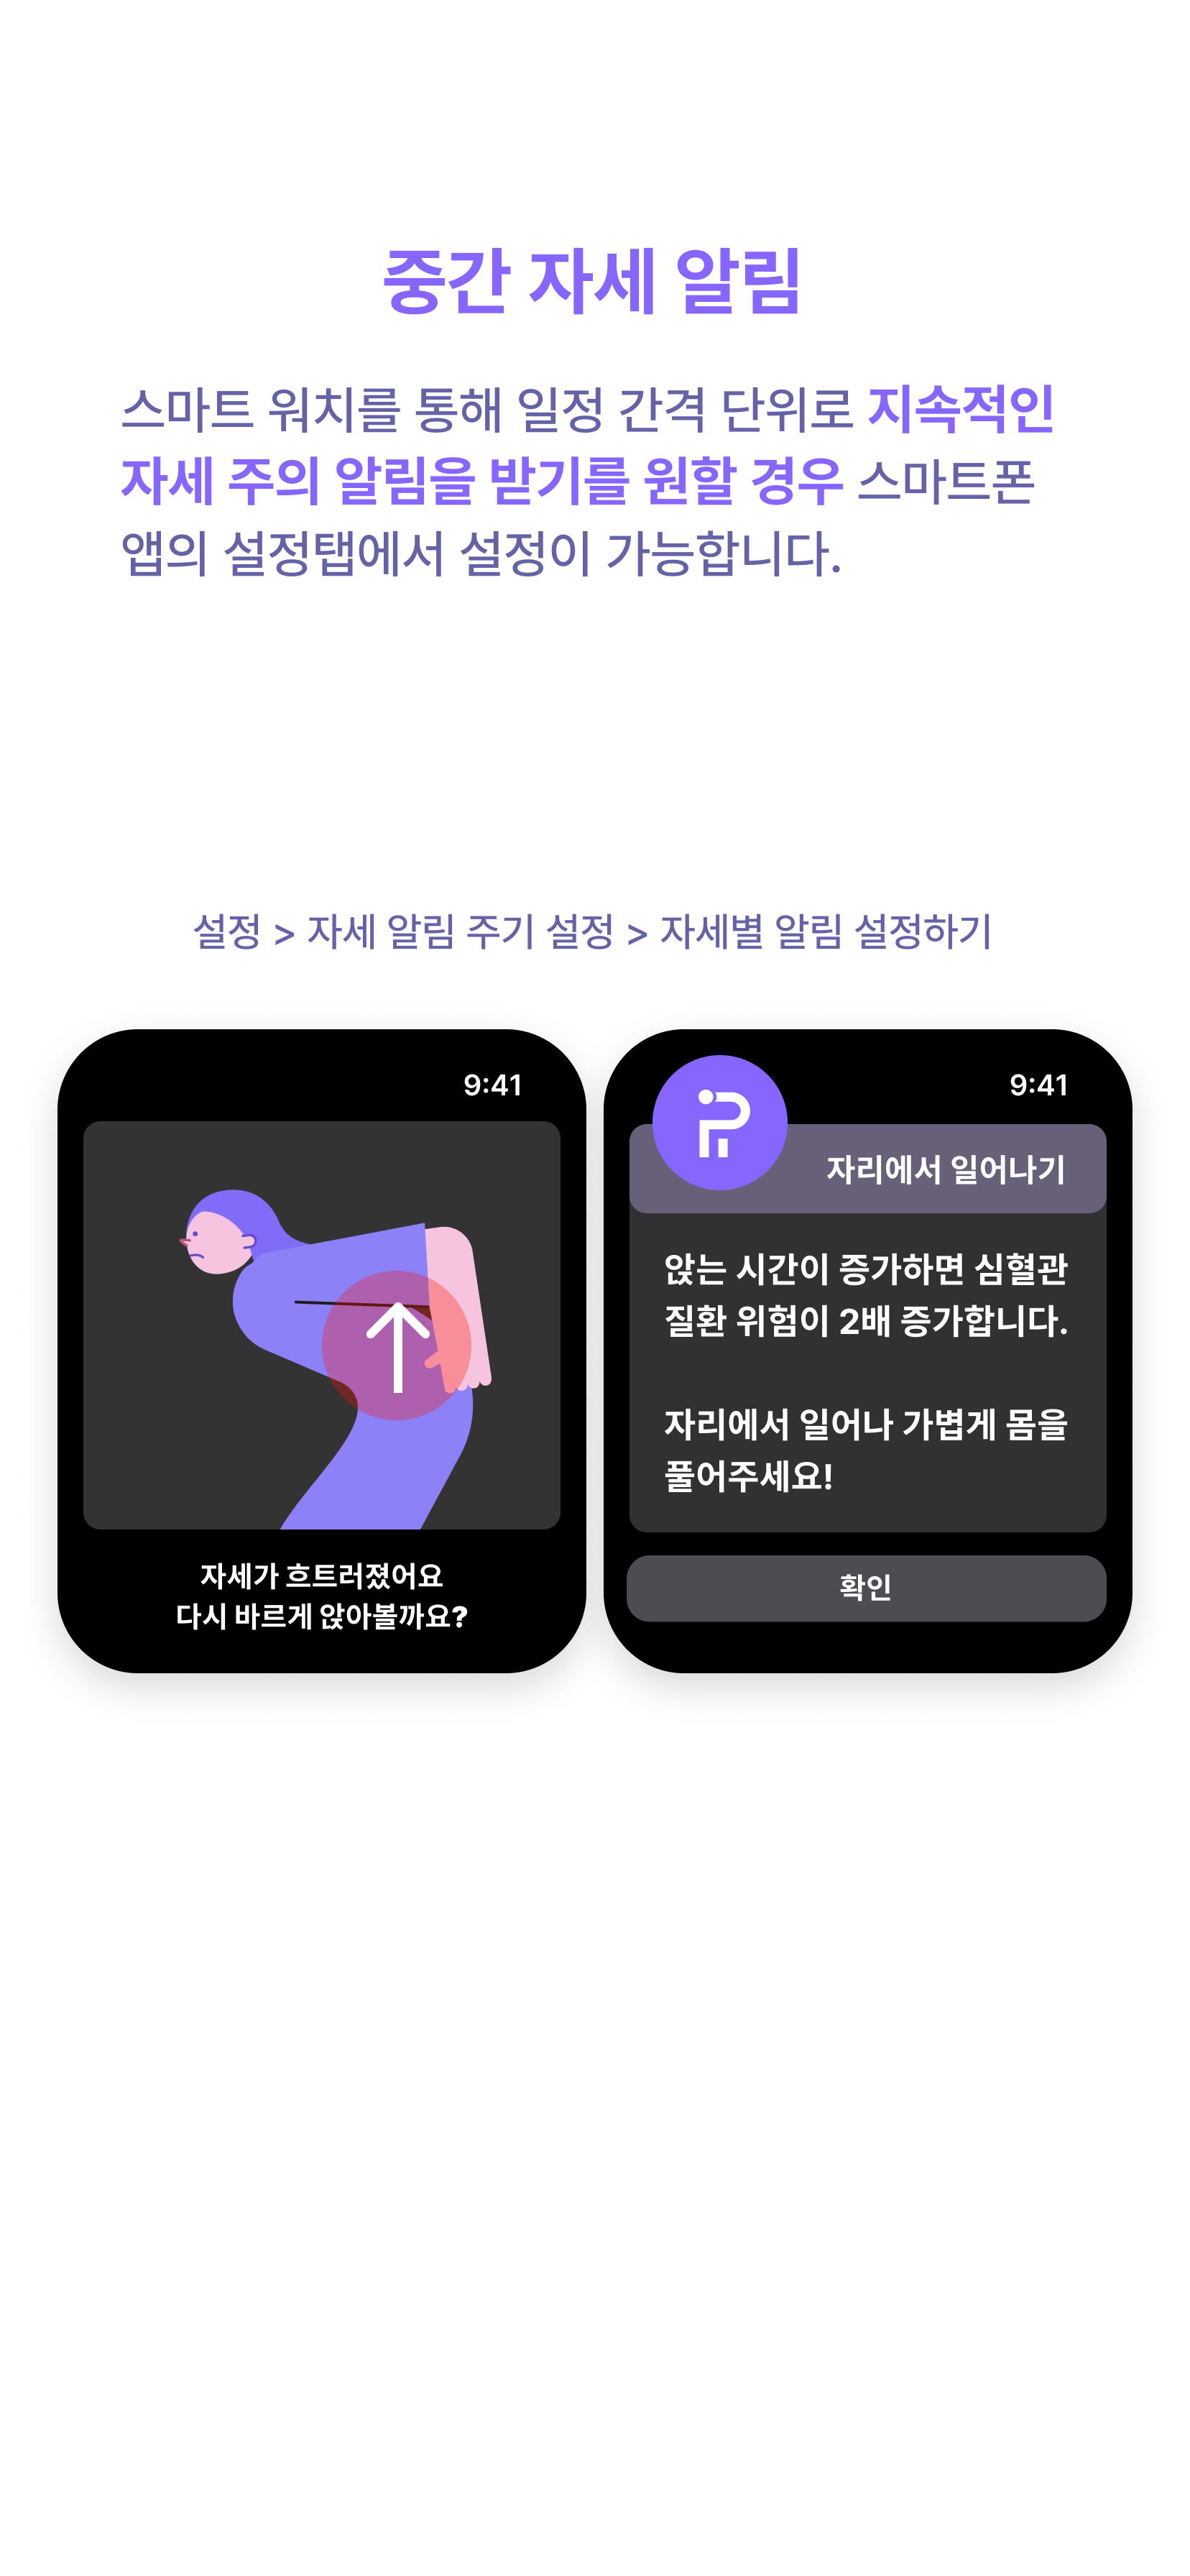 중간 자세 알림
스마트 워치를 통해 일정 간격 단위로 지속적인
자세 주의 알림을 받기를 원할 경우 스마트폰
앱의 설정탭에서 설정이 가능합니다.
설정 > 자세 알림 주기 설정 > 자세별 알림 설정하기
9:41
자세가 흐트러졌어요
다시 바르게 앉아볼까요?
9:41
자리에서 일어나기
앉는 시간이 증가하면 심혈관
질환 위험이 2배 증가합니다.
자리에서 일어나 가볍게 몸을
풀어주세요!
확인